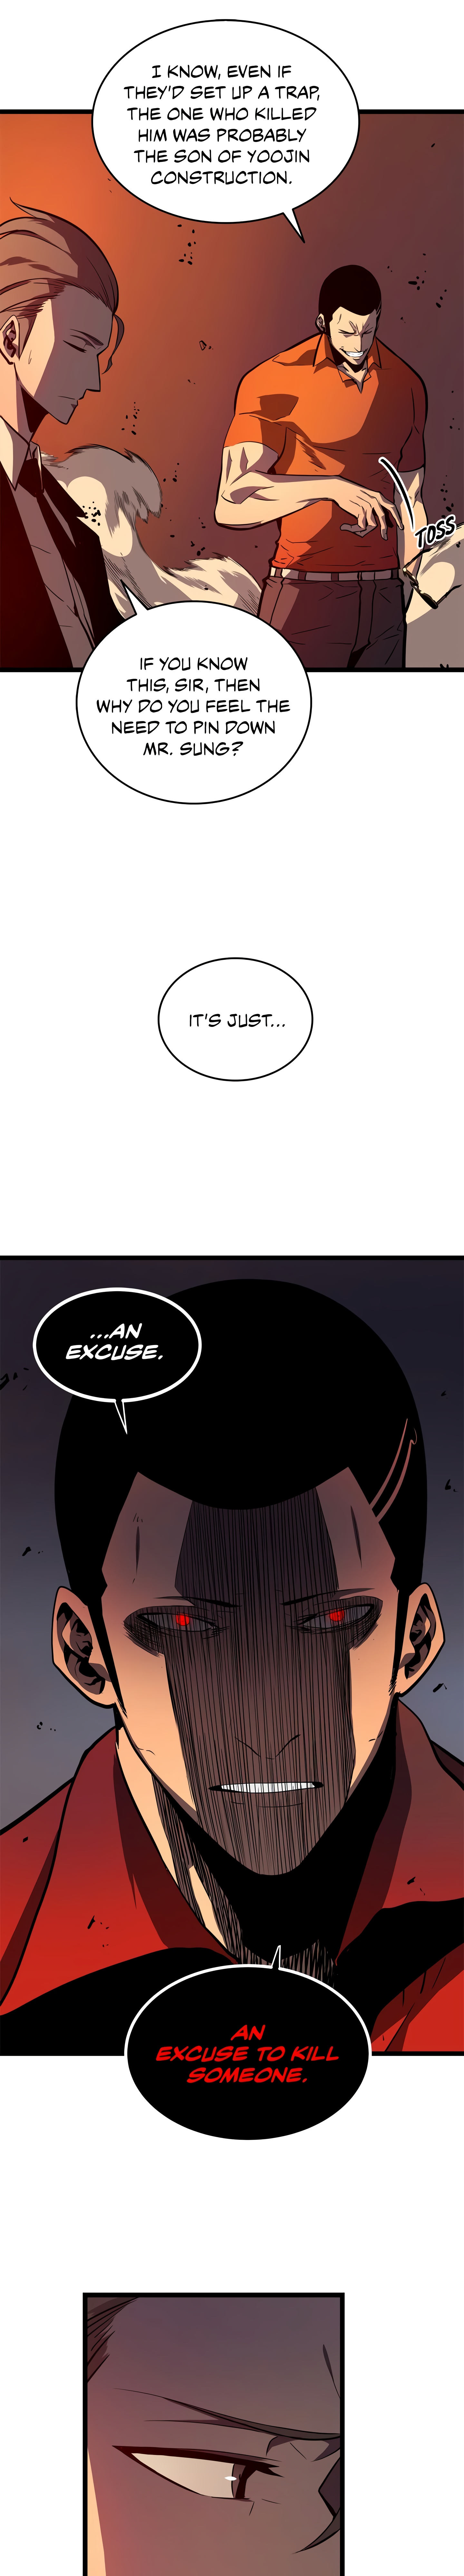 I KNOW, EVEN IF
THEY'D SET UP A TRAP,
THE ONE WHO KILLED
HIM WAS PROBABLY
THE SON OF YOOJIN
CONSTRUCTION.
TOSS
IF YOU KNOW
THIS, SIR, THEN
WHY DO YOU FEEL THE
NEED TO PIN DOWN
MR. SUNG?
IT'S JUST...
...AN
EXCUSE.
AN
EXCUSE TO KILL
SOMEONE.